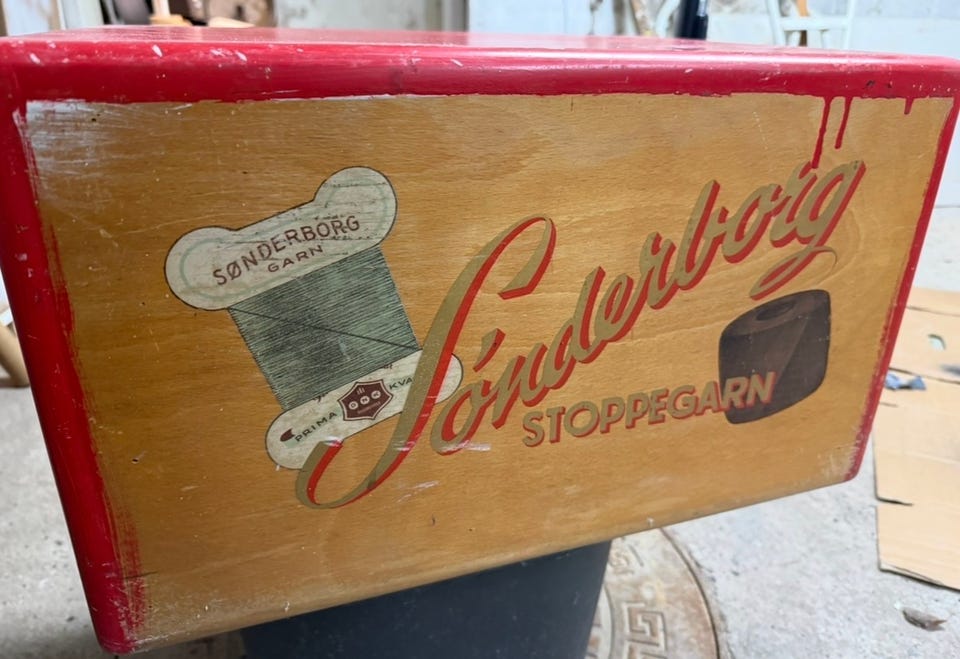 SØNDERBORG
GARN
Sønderborg
STOPPEGARN
PRIMA KVA